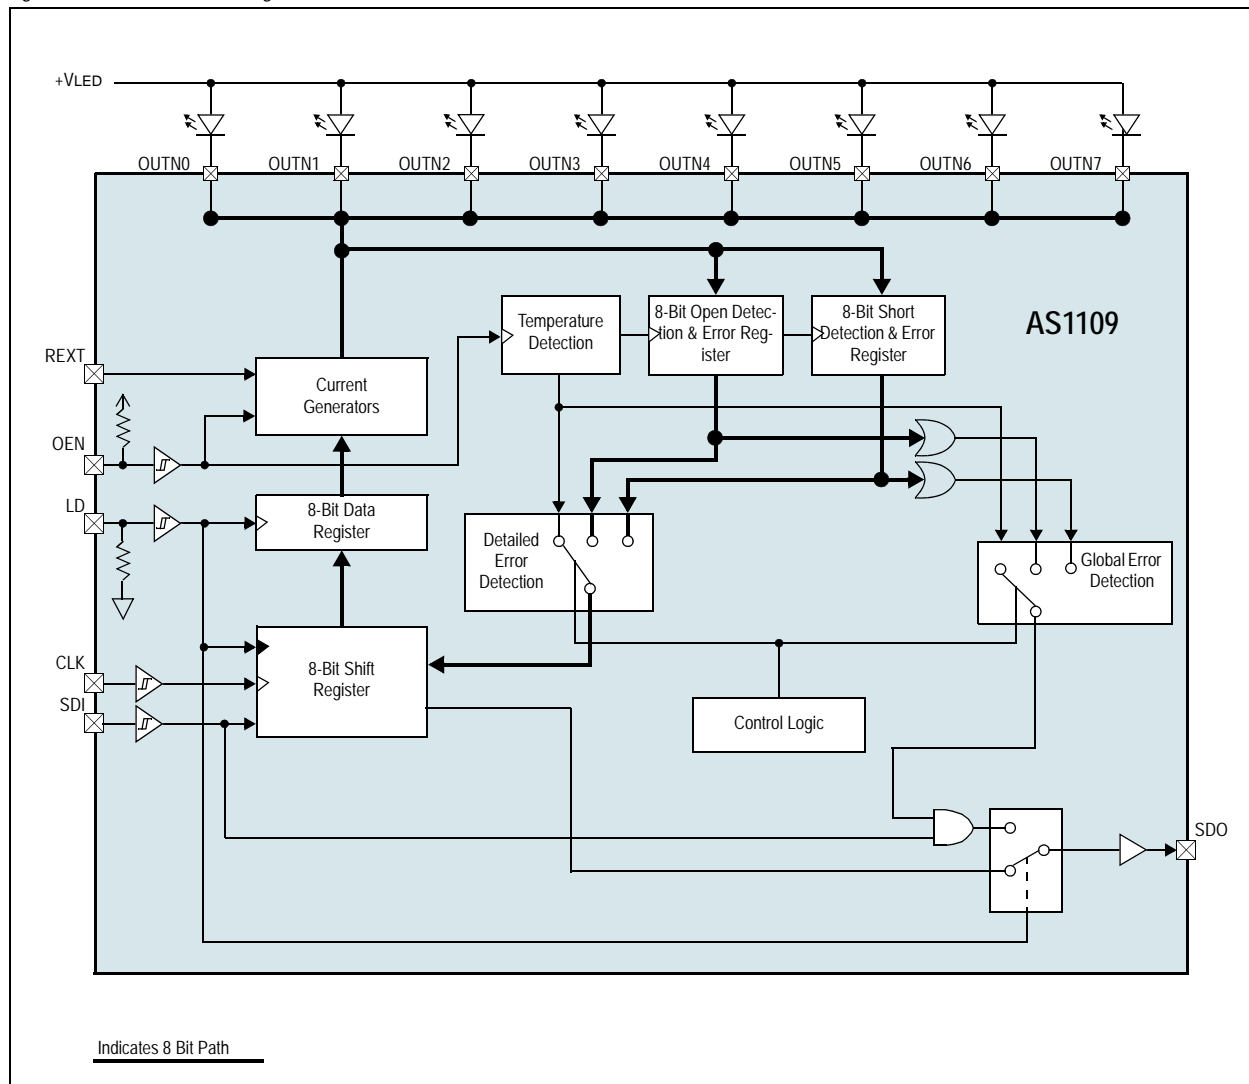 +VLED
OUTN0
OUTN1
OUTN2
OUTN3
OUTN4
OUTN5
OUTN6
OUTN7
AS1109
Temperature
Detection
8-Bit Open Detec-
tion & Error Reg-
ister
8-Bit Short
Detection & Error
Register
REXT
Current
Generators
OEN
LD
8-Bit Data
Register
Detailed
Error
Detection
Global Error
Detection
CLK
SDI
8-Bit Shift
Register
Control Logic
SDO
Indicates 8 Bit Path